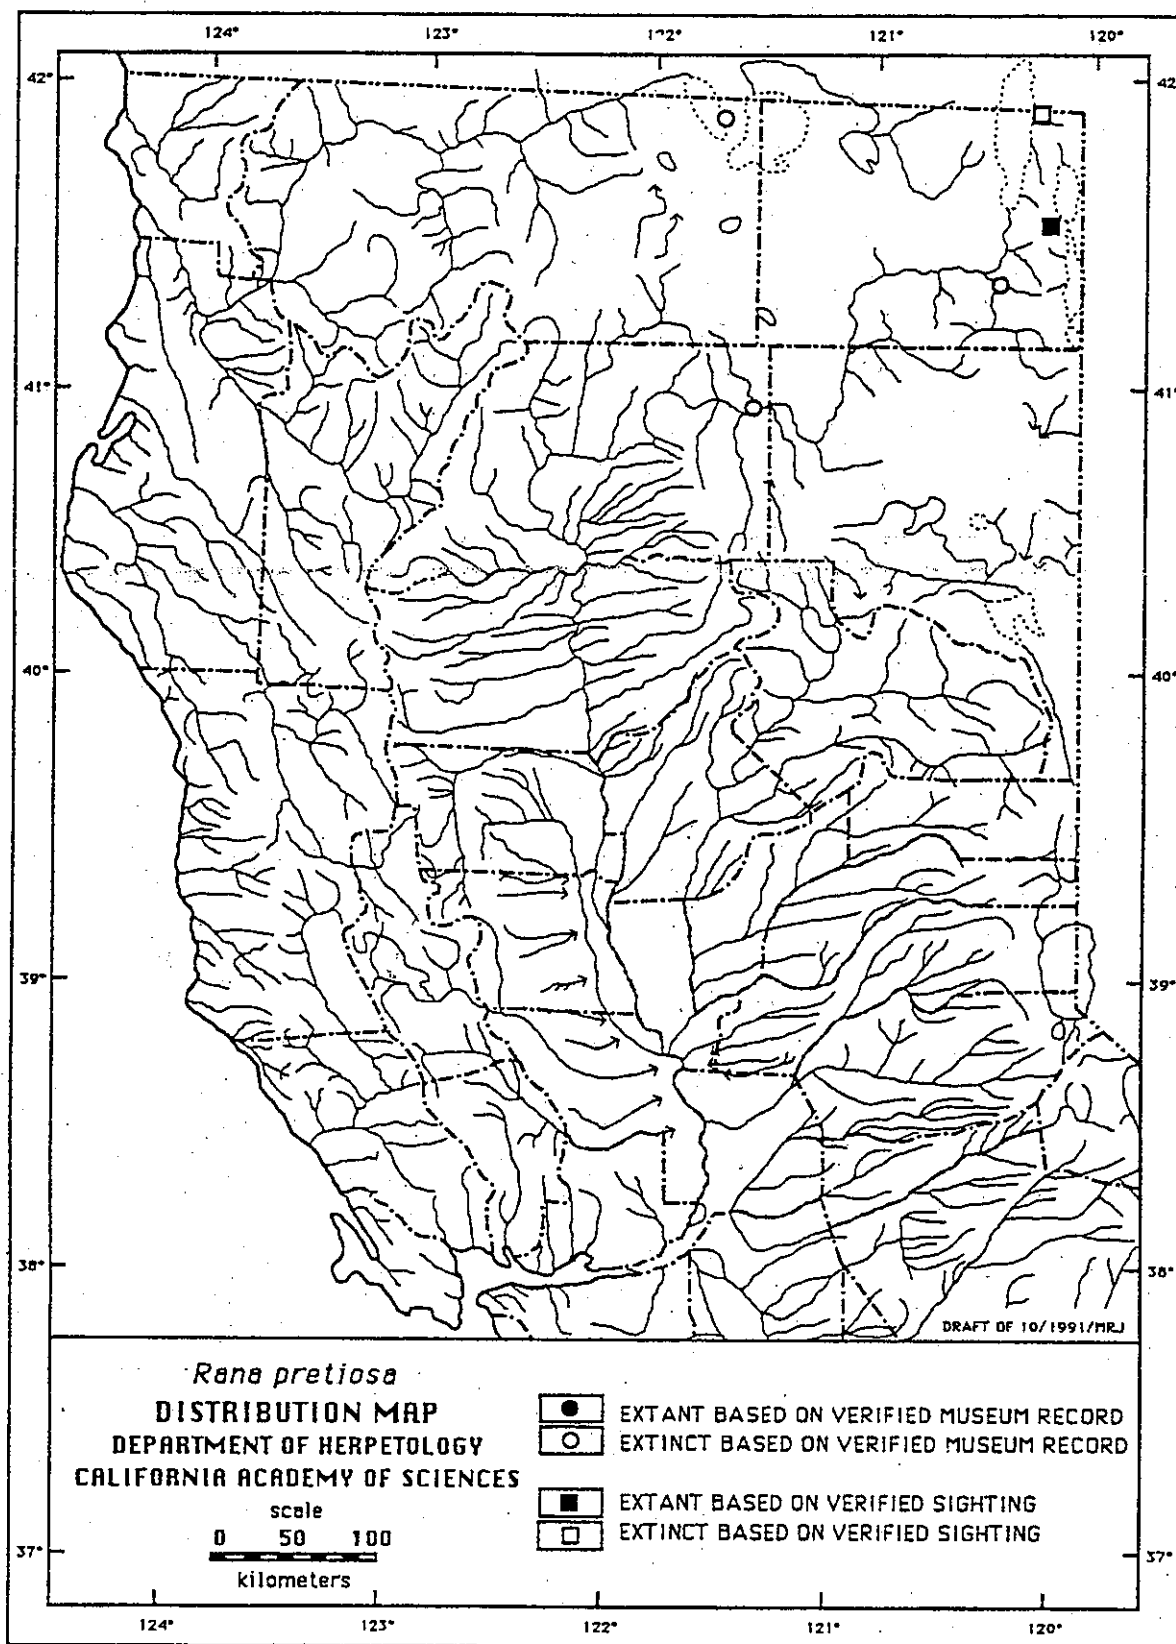 124° 123° 122° 121° 120°
42° 42
41° 41°
40° 40°
39° 39°
38° 38°
DRAFT OF 10/1991/MRJ
Rana pretiosa
DISTRIBUTION MAP
DEPARTMENT OF HERPETOLOGY
CALIFORNIA ACADEMY OF SCIENCES
scale
0 50 100
kilometers
EXTANT BASED ON VERIFIED MUSEUM RECORD
EXTINCT BASED ON VERIFIED MUSEUM RECORD
EXTANT BASED ON VERIFIED SIGHTING
EXTINCT BASED ON VERIFIED SIGHTING
37° 37°
124° 123° 122° 121° 120°